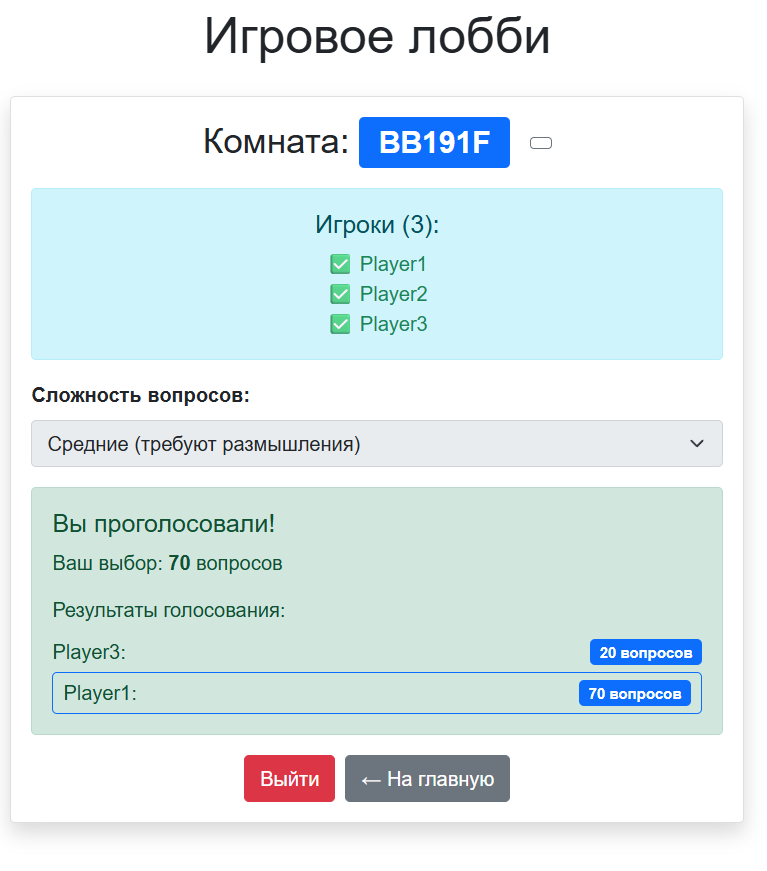 Игровое лобби
Комната: BB191F
Игроки (3):
✅ Player1
✅ Player2
✅ Player3
Сложность вопросов:
Средние (требуют размышления)
Вы проголосовали!
Ваш выбор: 70 вопросов
Результаты голосования:
Player3: 20 вопросов
Player1: 70 вопросов
Выйти ← На главную